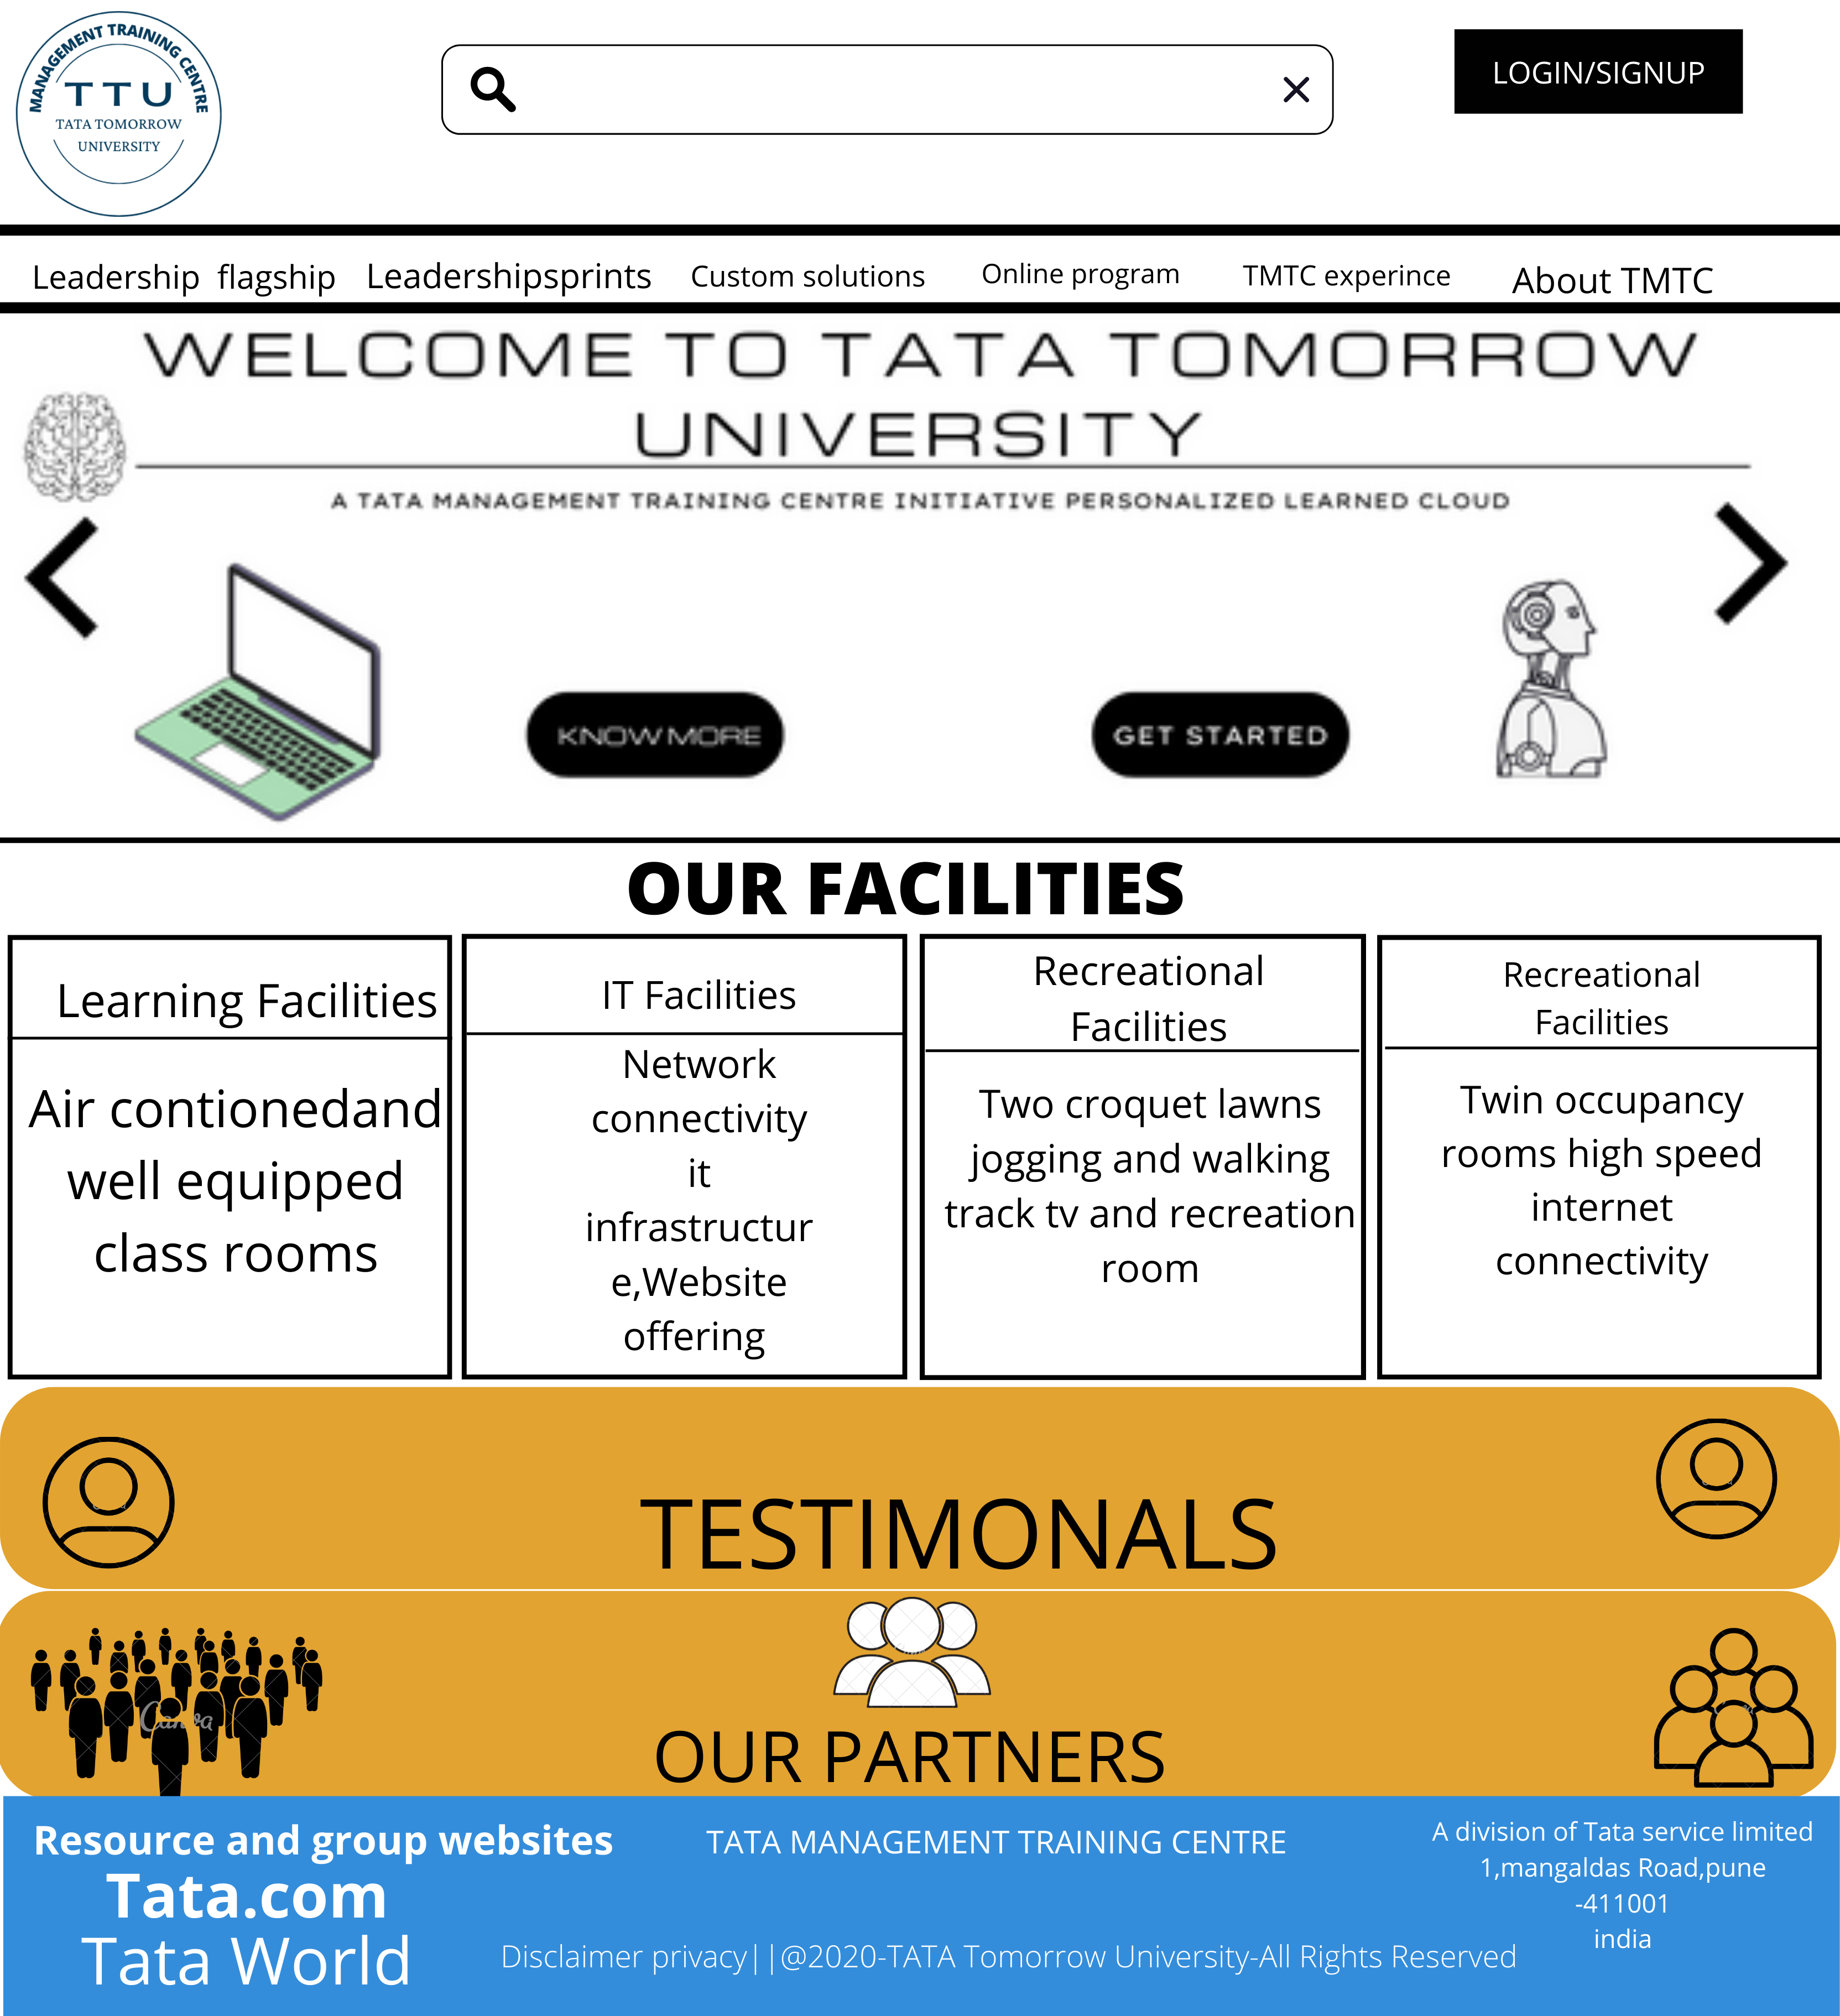 MANAGEMENT TRAINING CENTRE
TTU
TATA TOMORROW
UNIVERSITY
LOGIN/SIGNUP
Leadership flagship
Leadershipsprints
Custom solutions
Online program
TMTC experince
About TMTC
WELCOME TO TATA TOMORROW
UNIVERSITY
A TATA MANAGEMENT TRAINING CENTRE INITIATIVE PERSONALIZED LEARNED CLOUD
KNOW MORE
GET STARTED
OUR FACILITIES
Learning Facilities
Air contionedand
well equipped
class rooms
IT Facilities
Network
connectivity
it
infrastructur
e,Website
offering
Recreational
Facilities
Two croquet lawns
jogging and walking
track tv and recreation
room
Recreational
Facilities
Twin occupancy
rooms high speed
internet
connectivity
TESTIMONALS
Canva
OUR PARTNERS
Resource and group websites
Tata.com
Tata World
TATA MANAGEMENT TRAINING CENTRE
Disclaimer privacy||@2020-TATA Tomorrow University-All Rights Reserved
A division of Tata service limited
1,mangaldas Road,pune
-411001
india